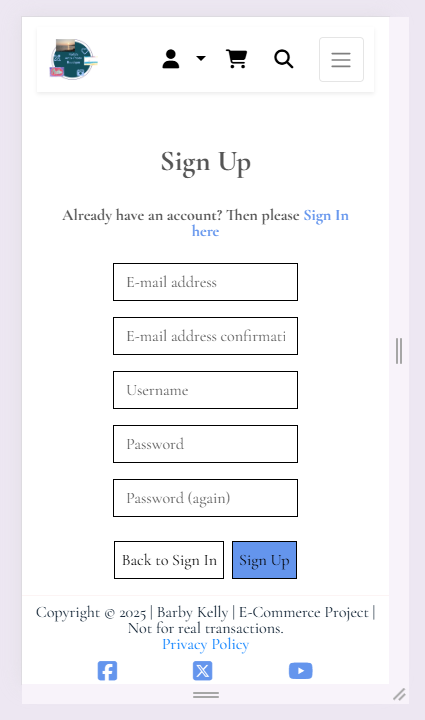 Sign Up
Already have an account? Then please Sign In
here
E-mail address
E-mail address confirmati
Username
Password
Password (again)
Back to Sign In
Sign Up
Copyright © 2025 | Barby Kelly | E-Commerce Project |
Not for real transactions.
Privacy Policy